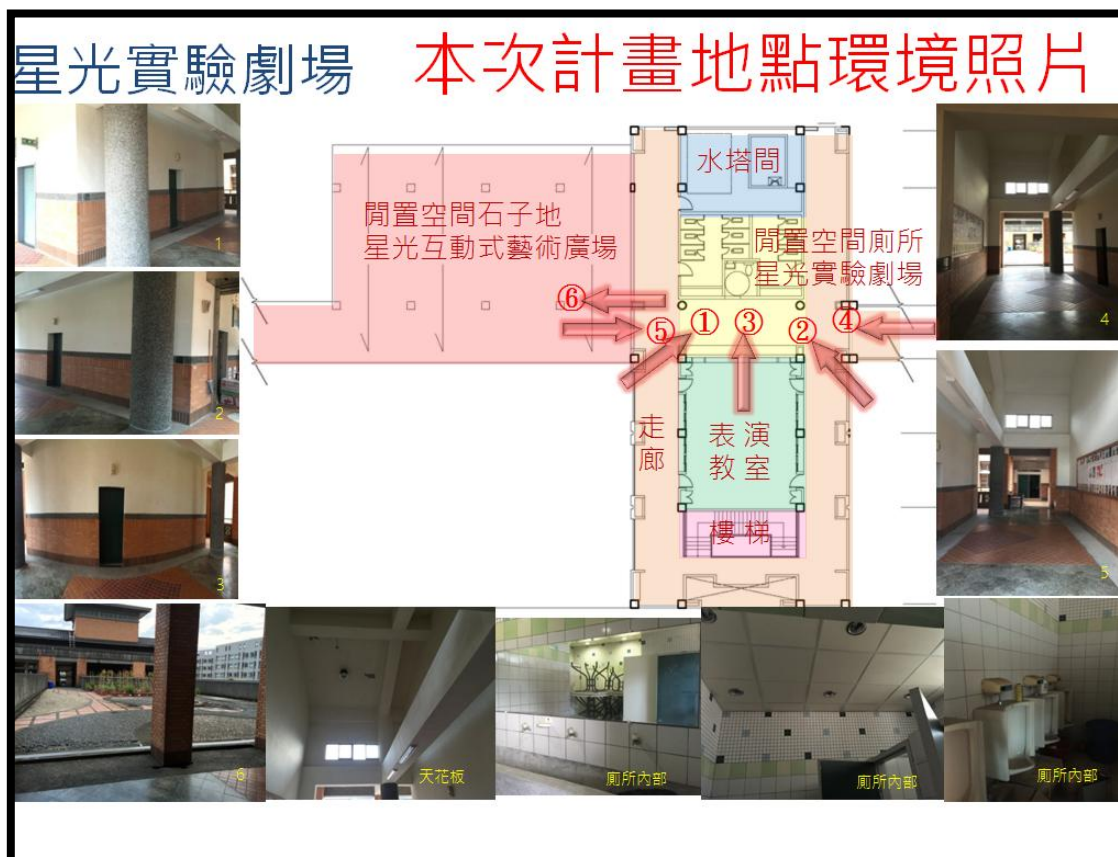 星光實驗劇場
本次計畫地點環境照片
水塔間
閒置空間石子地
星光互動式藝術廣場
閒置空間廁所
星光實驗劇場
⑥
⑤
①
③
②
④
走廊
表演
教室
樓梯
1
2
3
4
5
6
天花板
廁所內部
廁所內部